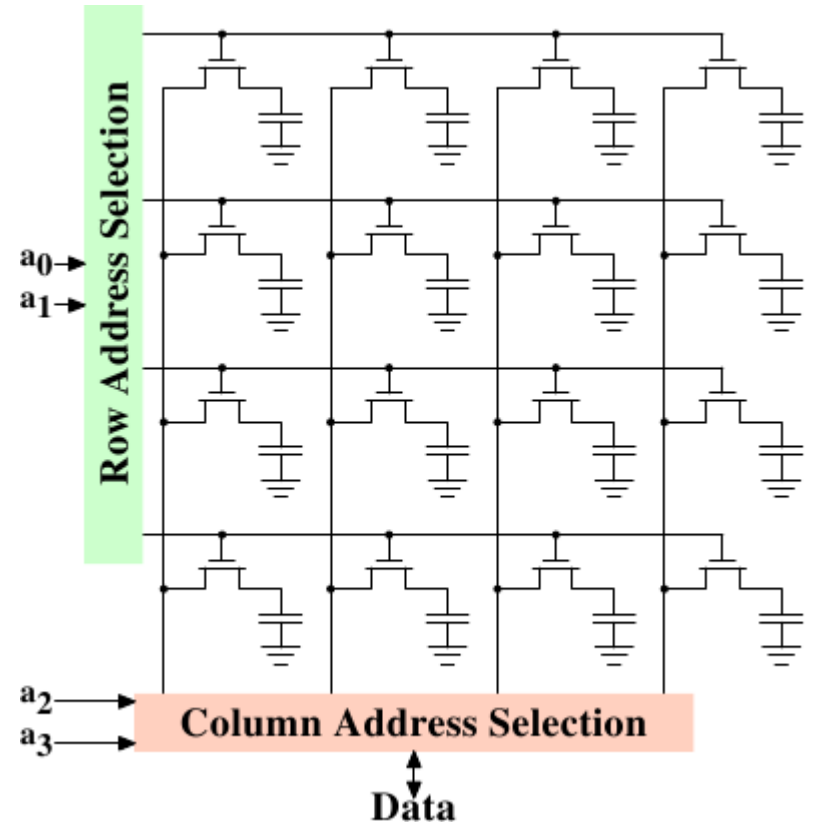 Row Address Selection
a0
a1
a2
a3
Column Address Selection
Data